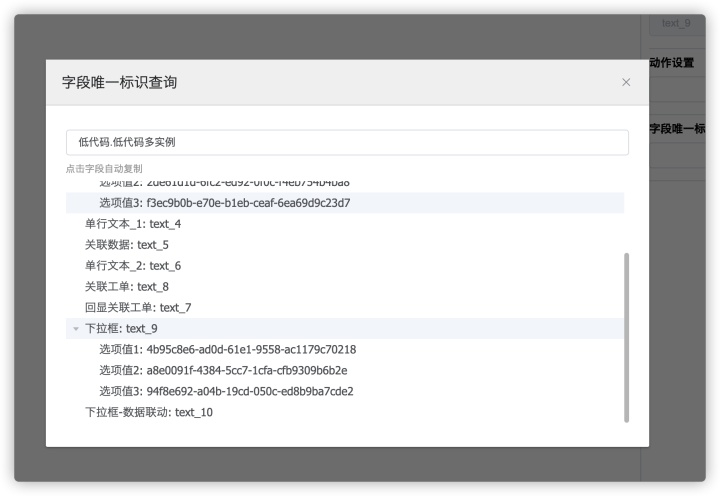 text_9
动作设置
字段唯一标识查询
字段唯一标
低代码.低代码多实例
点击字段自动复制
选项值2: 2de61d1d-6fc2-ed92-0f0c-f4eb754b4ba8
选项值3: f3ec9b0b-e70e-b1eb-ceaf-6ea69d9c23d7
单行文本_1: text_4
关联数据: text_5
单行文本_2: text_6
关联工单: text_8
回显关联工单: text_7
下拉框: text_9
选项值1: 4b95c8e6-ad0d-61e1-9558-ac1179c70218
选项值2: a8e0091f-4384-5cc7-1cfa-cfb9309b6b2e
选项值3: 94f8e692-a04b-19cd-050c-ed8b9ba7cde2
下拉框-数据联动: text_10